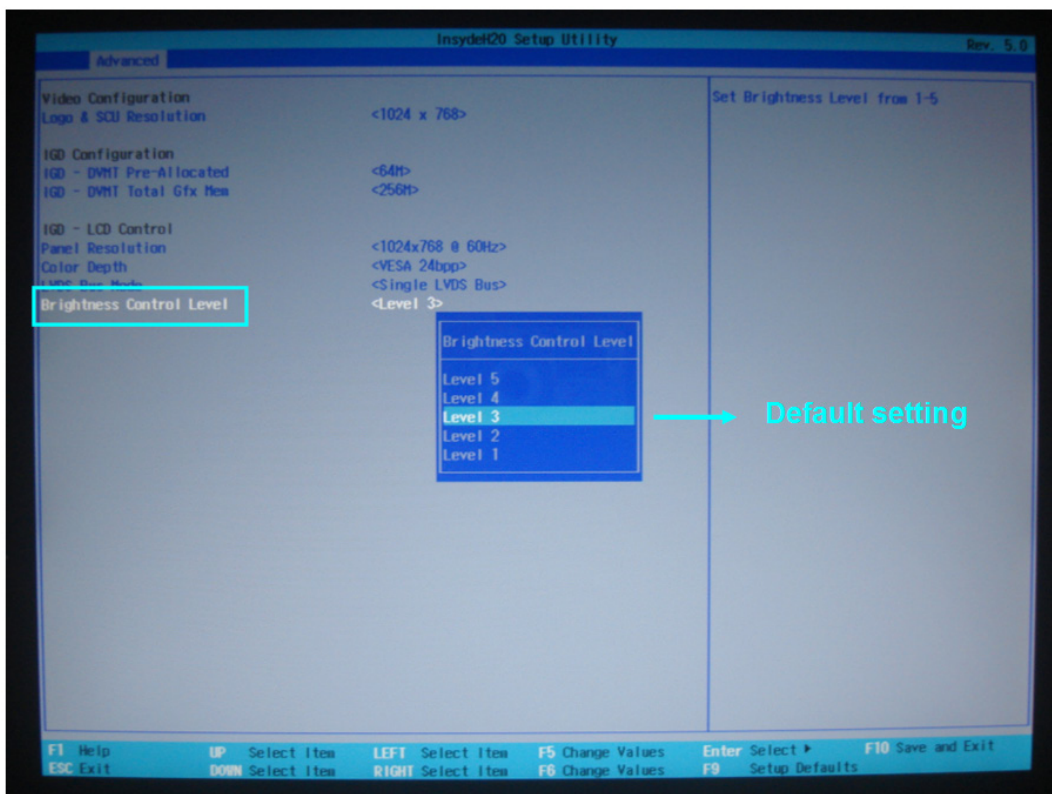 InsydeH20 Setup Utility
Rev. 5.0
Advanced
Video Configuration
Logo & SCU Resolution <1024 x 768>
IGD Configuration
IGD - DVMT Pre-Allocated <64M>
IGD - DVMT Total Gfx Mem <256M>
IGD - LCD Control
Panel Resolution <1024x768 @ 60Hz>
Color Depth <VESA 24bpp>
LVDS Bus Mode <Single LVDS Bus>
Brightness Control Level <Level 3>
Set Brightness Level from 1-5
Brightness Control Level
Level 5
Level 4
Level 3
Level 2
Level 1
Default setting
F1 Help UP Select Item LEFT Select Item F5 Change Values Enter Select F10 Save and Exit
ESC Exit DOWN Select Item RIGHT Select Item F6 Change Values F9 Setup Defaults